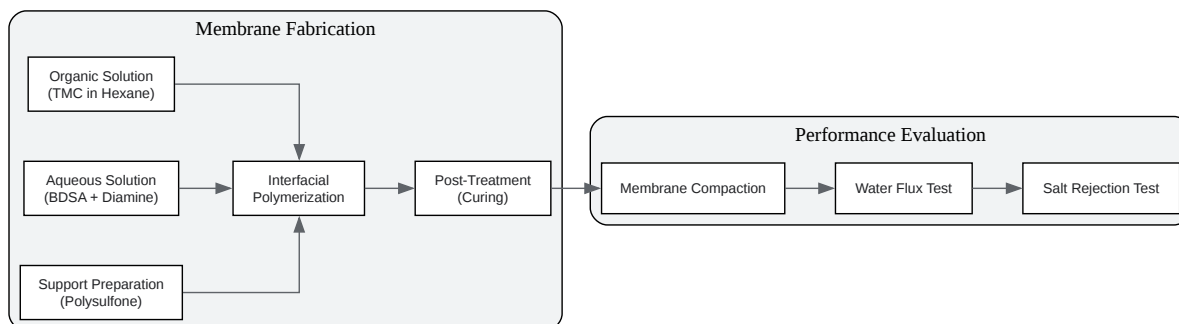 Membrane Fabrication
Organic Solution
(TMC in Hexane)
Aqueous Solution
(BDSA + Diamine)
Support Preparation
(Polysulfone)
Interfacial
Polymerization
Post-Treatment
(Curing)
Performance Evaluation
Membrane Compaction
Water Flux Test
Salt Rejection Test